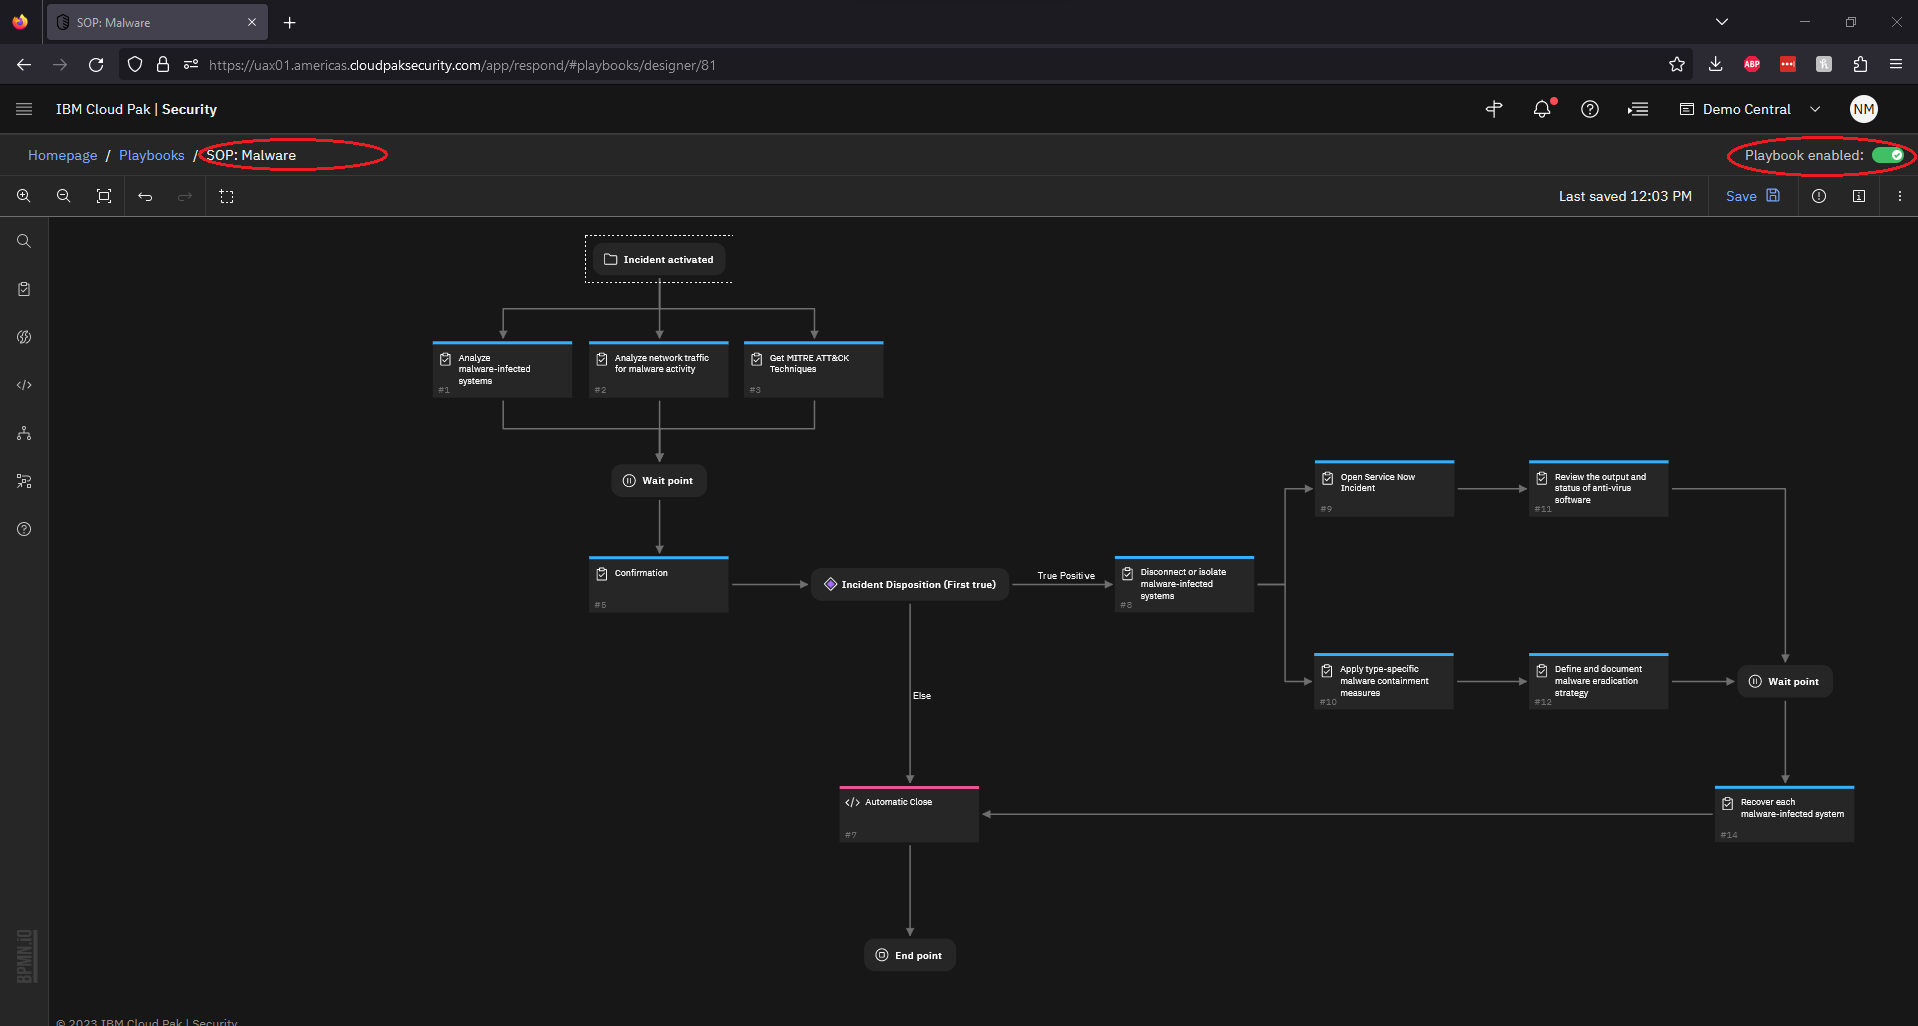 SOP: Malware
https://uax01.americas.cloudpaksecurity.com/app/respond/#playbooks/designer/81
ABP
IBM Cloud Pak | Security
Demo Central
NM
Homepage / Playbooks / SOP: Malware
Playbook enabled:
Last saved 12:03 PM
Save
Incident activated
Analyze
malware-infected
systems
#1
Analyze network traffic
for malware activity
#2
Get MITRE ATT&CK
Techniques
#3
Wait point
Open Service Now
Incident
#9
Review the output and
status of anti-virus
software
#11
Confirmation
#5
Incident Disposition (First true)
True Positive
Disconnect or isolate
malware-infected
systems
#8
Apply type-specific
malware containment
measures
#10
Define and document
malware eradication
strategy
#12
Wait point
Else
Automatic Close
#7
Recover each
malware-infected system
#14
End point
BPMN.iO
© 2023 IBM Cloud Pak | Security